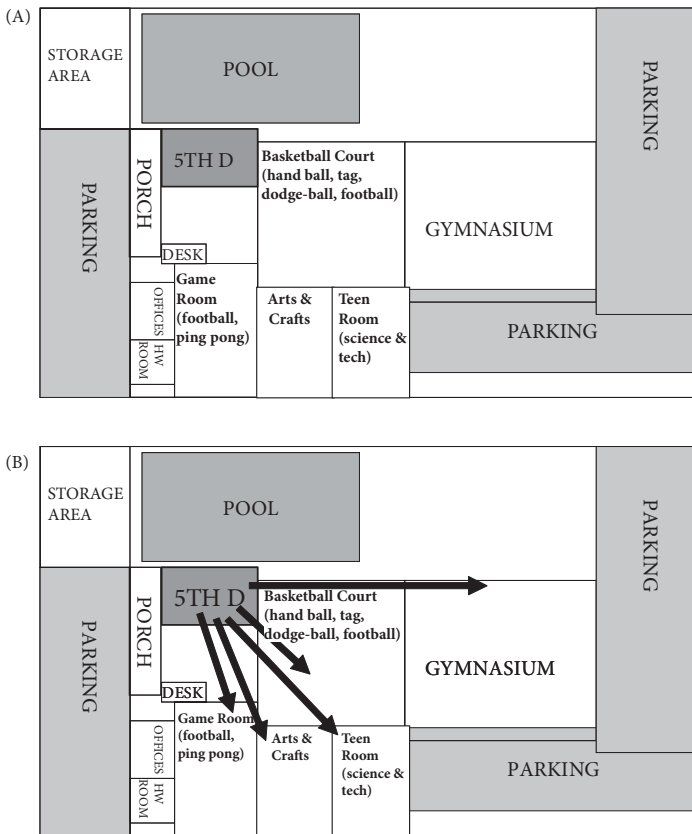 (A)
STORAGE
AREA
POOL
PARKING
PARKING
PORCH
5TH D
Basketball Court
(hand ball, tag,
dodge-ball, football)
GYMNASIUM
DESK
Game
Room
(football,
ping pong)
OFFICES
HW
ROOM
Arts &
Crafts
Teen
Room
(science &
tech)
PARKING
(B)
STORAGE
AREA
POOL
PARKING
PARKING
PORCH
5TH D
Basketball Court
(hand ball, tag,
dodge-ball, football)
GYMNASIUM
DESK
Game Room
(football,
ping pong)
OFFICES
HW
ROOM
Arts &
Crafts
Teen
Room
(science &
tech)
PARKING